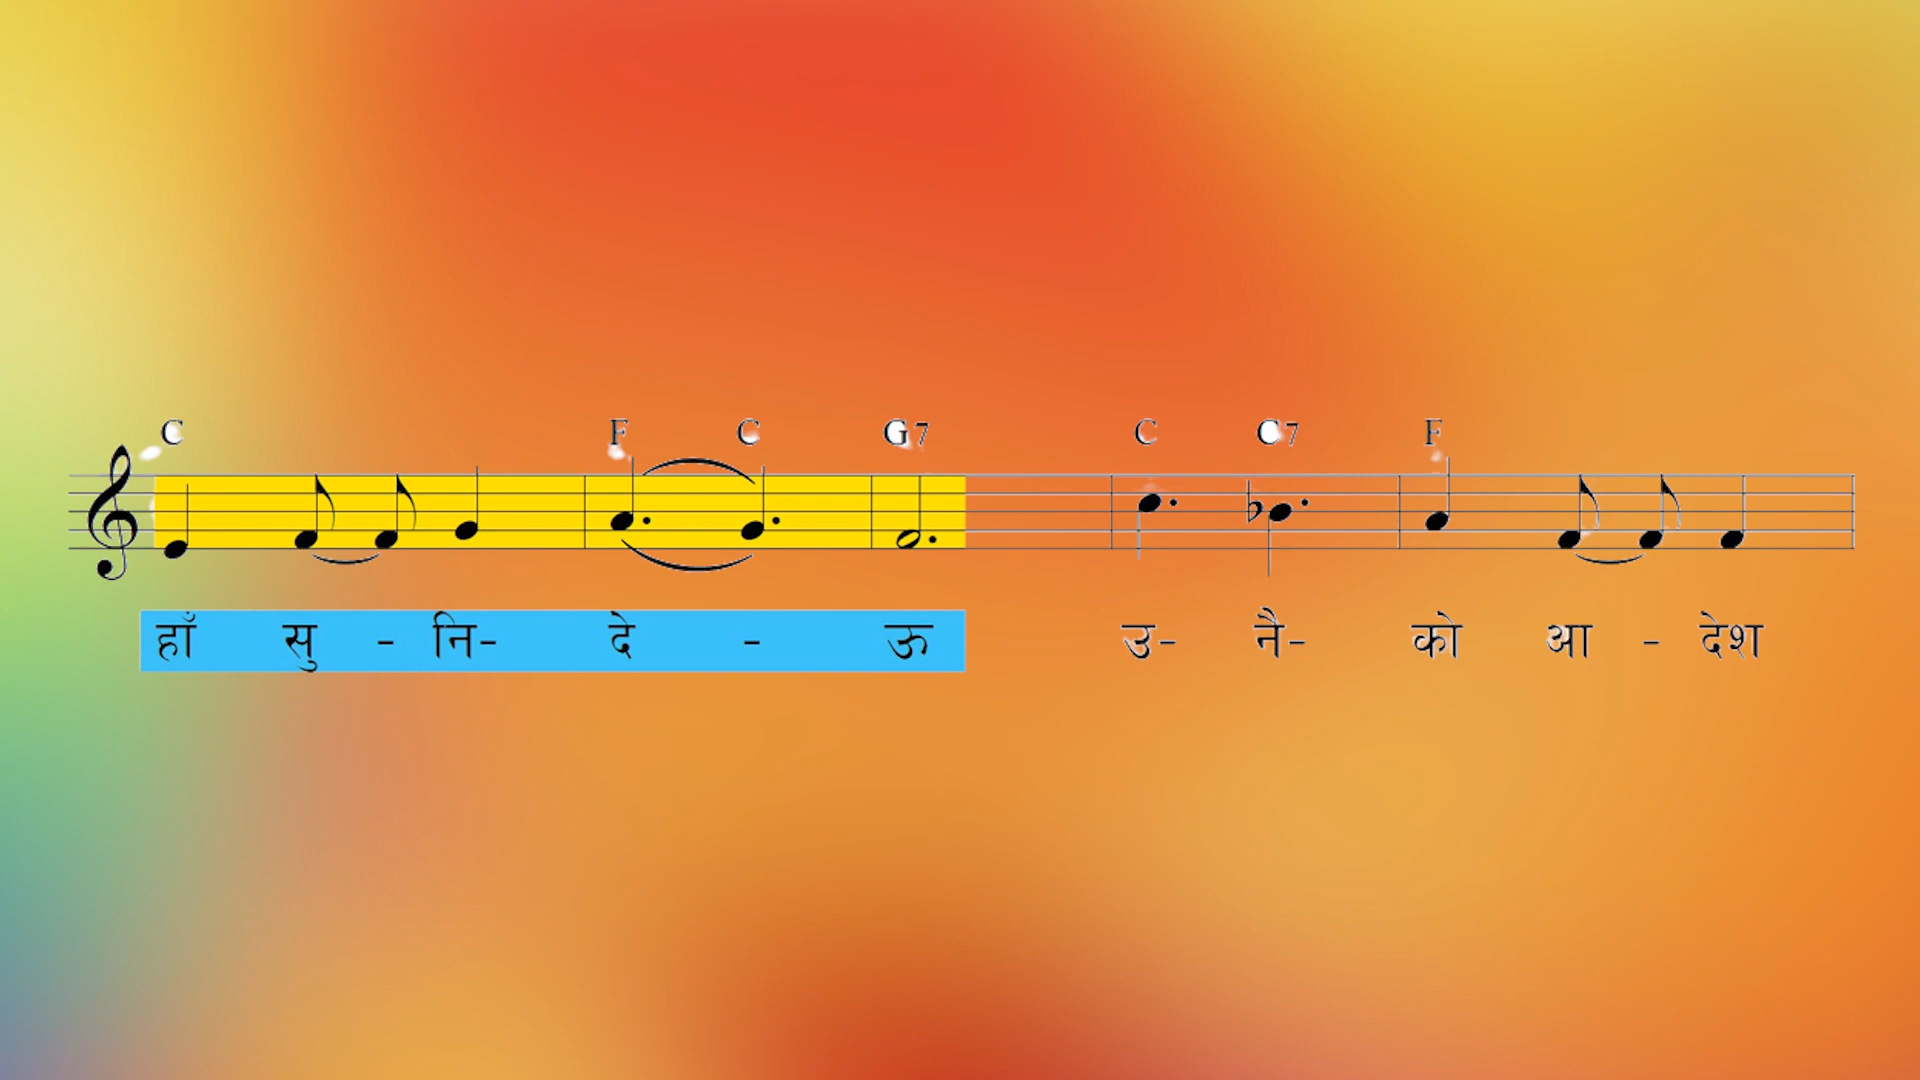 C F C G7 C C7 F
हाँ सु - नि- दे - ऊ उ- नै- को आ - देश